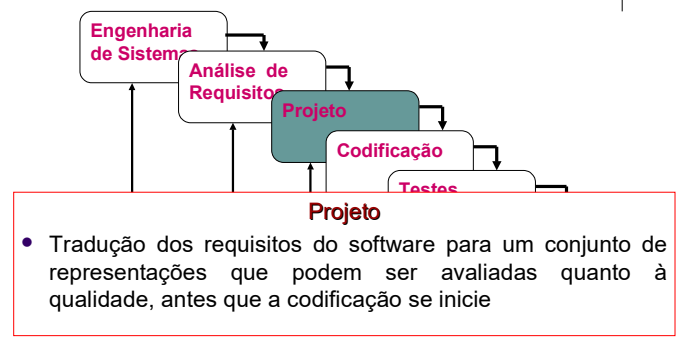 Engenharia
de Sistemas
Análise de
Requisitos
Projeto
Codificação
Testes
Projeto
• Tradução dos requisitos do software para um conjunto de
representações que podem ser avaliadas quanto à
qualidade, antes que a codificação se inicie